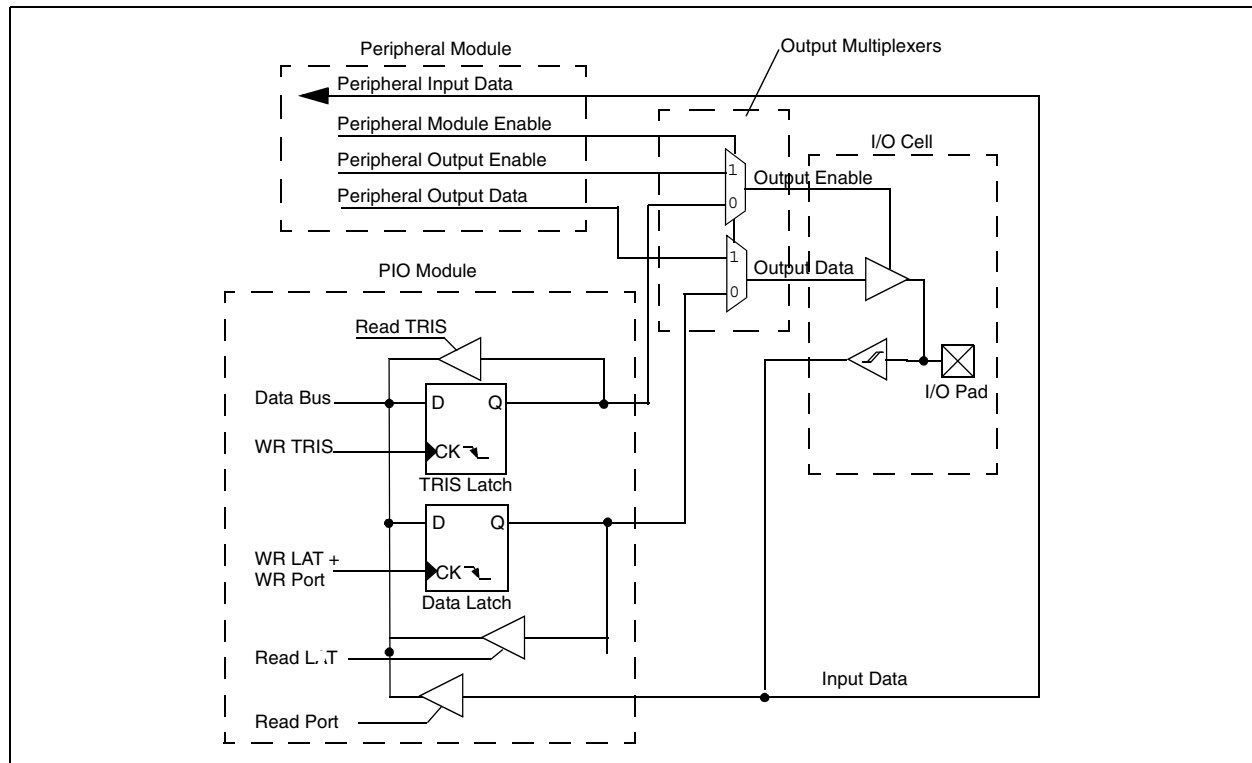 Output Multiplexers
Peripheral Module
Peripheral Input Data
Peripheral Module Enable
I/O Cell
Peripheral Output Enable
1
Output Enable
Peripheral Output Data
0
1
Output Data
0
PIO Module
Read TRIS
I/O Pad
Data Bus
D
Q
WR TRIS
CK
TRIS Latch
D
Q
WR LAT +
WR Port
CK
Data Latch
Read
Input Data
Read Port